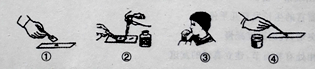 ① ② ③ ④